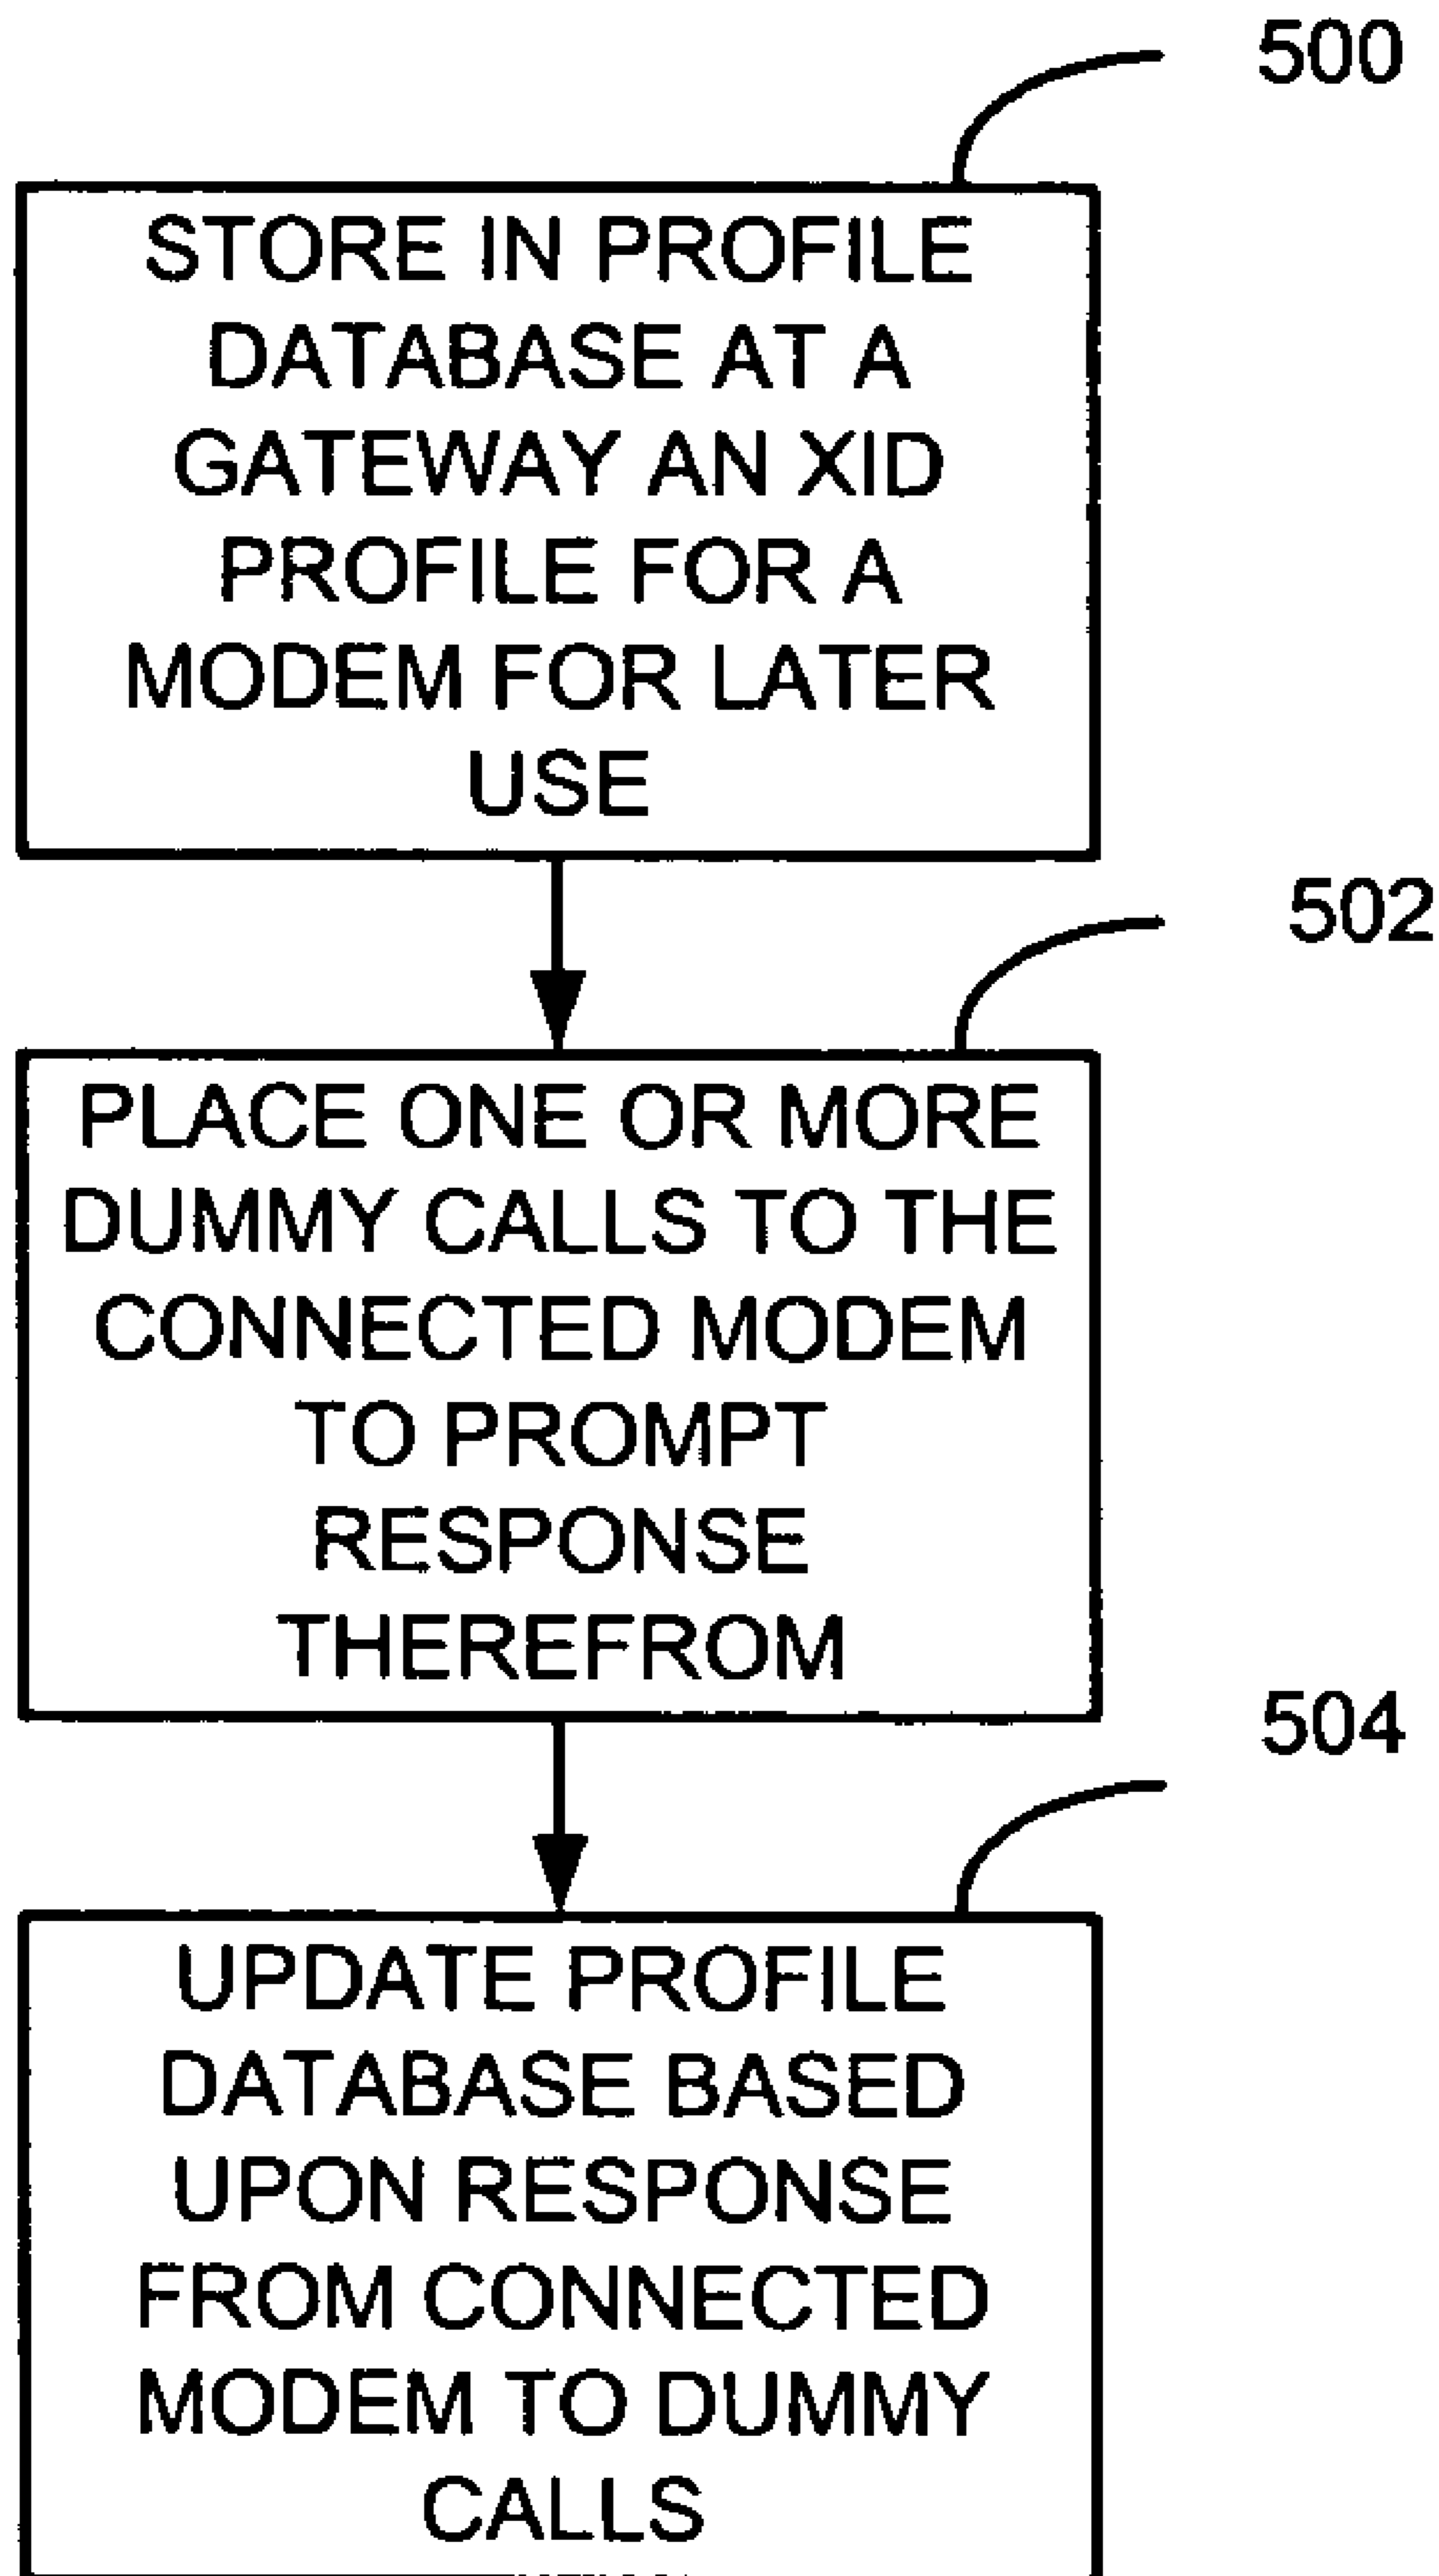 500
STORE IN PROFILE
DATABASE AT A
GATEWAY AN XID
PROFILE FOR A
MODEM FOR LATER
USE
502
PLACE ONE OR MORE
DUMMY CALLS TO THE
CONNECTED MODEM
TO PROMPT
RESPONSE
THEREFROM
504
UPDATE PROFILE
DATABASE BASED
UPON RESPONSE
FROM CONNECTED
MODEM TO DUMMY
CALLS